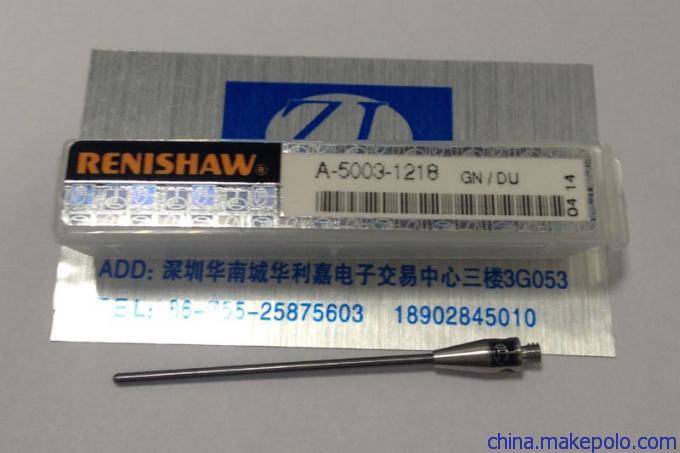 ZL
RENISHAW®
A-5003-1218 GN/DU
04 14
ADD: 深圳华南城华利嘉电子交易中心三楼3G053
TEL: 86-755-25875603 18902845010
china.makepolo.com